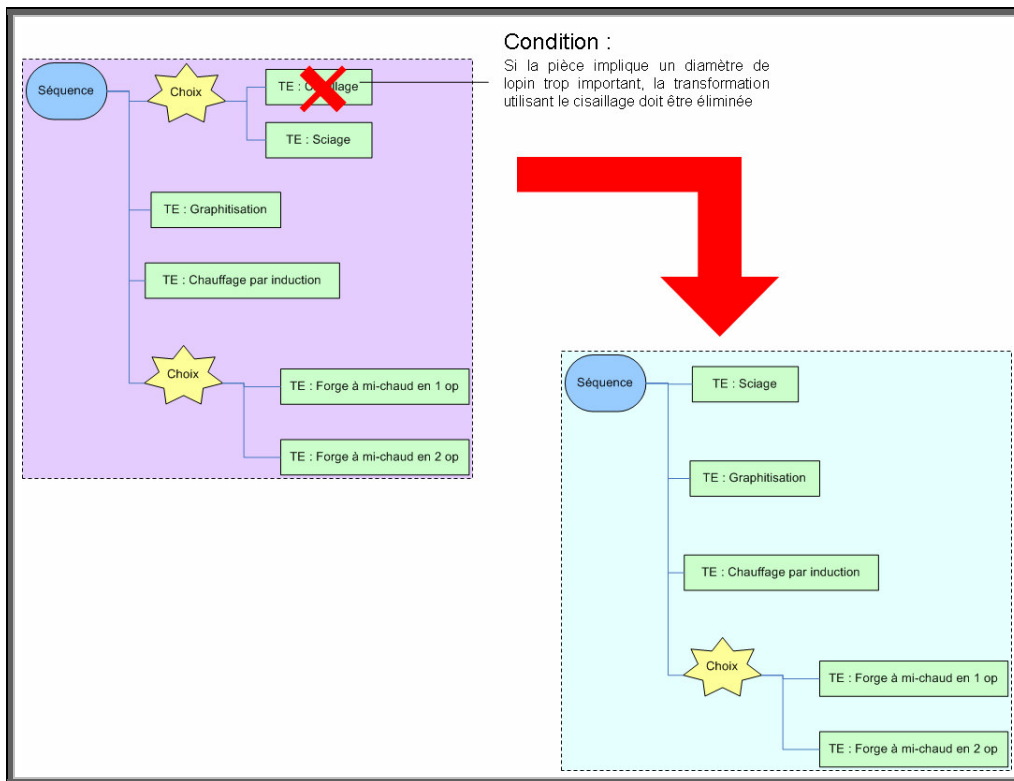 Condition :
Si la pièce implique un diamètre de
lopin trop important, la transformation
utilisant le cisaillage doit être éliminée
Séquence
Choix
TE : Cisaillage
TE : Sciage
TE : Graphitisation
TE : Chauffage par induction
Choix
TE : Forge à mi-chaud en 1 op
TE : Forge à mi-chaud en 2 op
Séquence
TE : Sciage
TE : Graphitisation
TE : Chauffage par induction
Choix
TE : Forge à mi-chaud en 1 op
TE : Forge à mi-chaud en 2 op